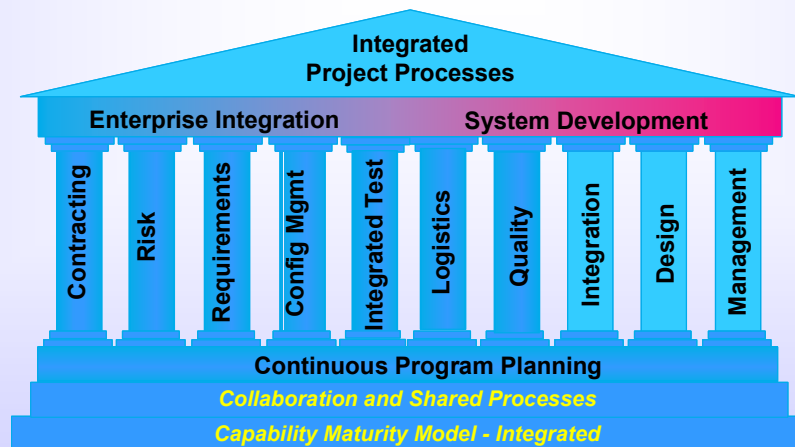 Integrated
Project Processes
Enterprise Integration
System Development
Contracting
Risk
Requirements
Config Mgmt
Integrated Test
Logistics
Quality
Integration
Design
Management
Continuous Program Planning
Collaboration and Shared Processes
Capability Maturity Model - Integrated